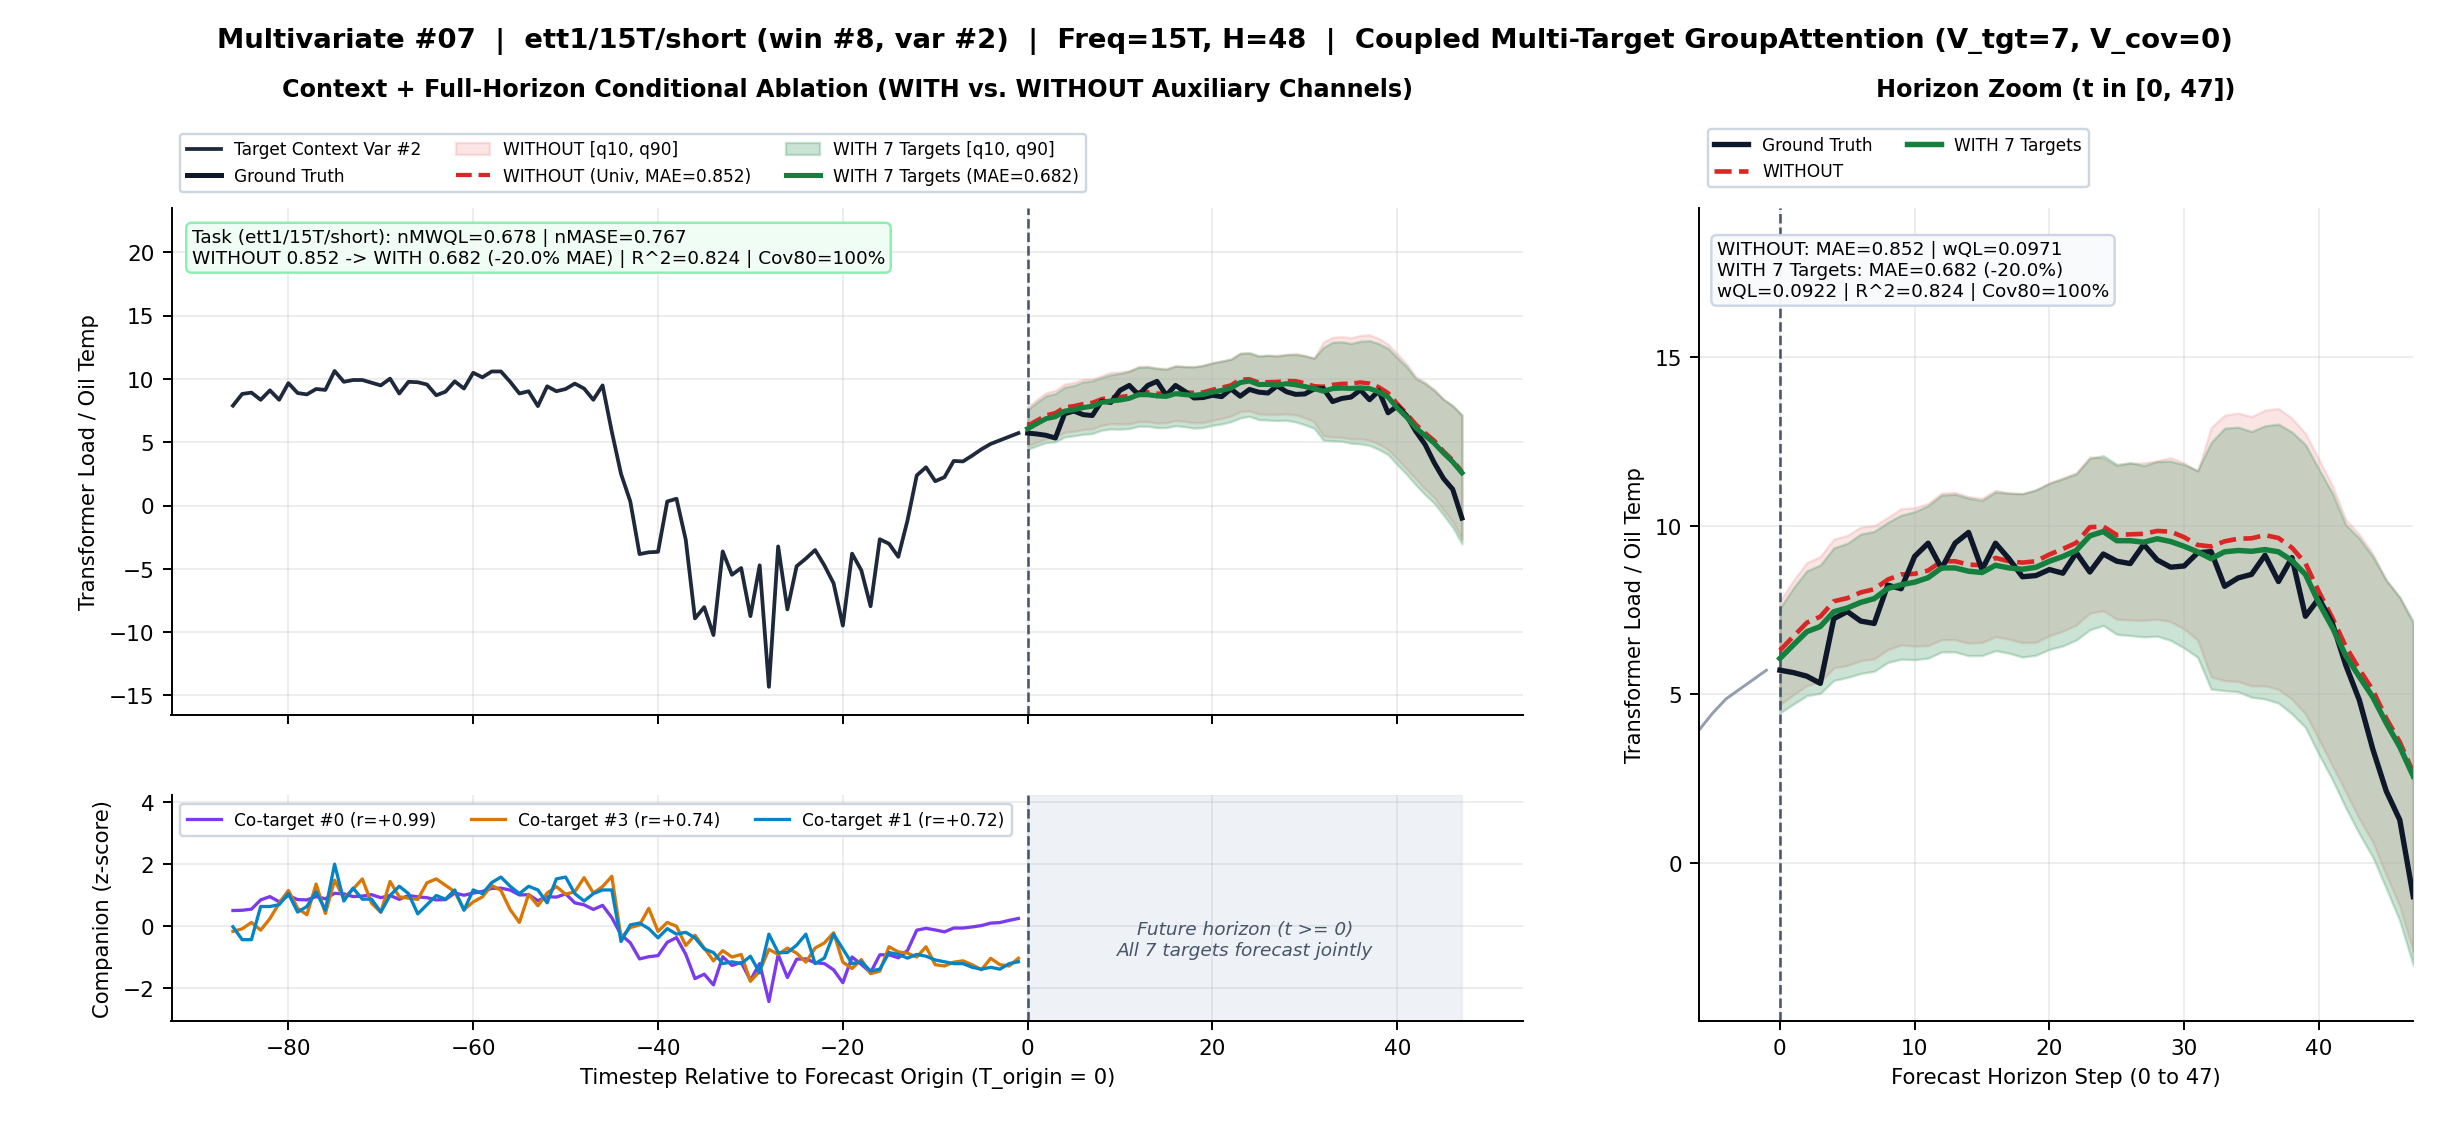 Multivariate #07 | ett1/15T/short (win #8, var #2) | Freq=15T, H=48 | Coupled Multi-Target GroupAttention (V_tgt=7, V_cov=0)
Context + Full-Horizon Conditional Ablation (WITH vs. WITHOUT Auxiliary Channels)
Target Context Var #2
Ground Truth
WITHOUT [q10, q90]
WITHOUT (Univ, MAE=0.852)
WITH 7 Targets [q10, q90]
WITH 7 Targets (MAE=0.682)
Task (ett1/15T/short): nMWQL=0.678 | nMASE=0.767
WITHOUT 0.852 -> WITH 0.682 (-20.0% MAE) | R^2=0.824 | Cov80=100%
Transformer Load / Oil Temp
20
15
10
5
0
−5
−10
−15
Companion (z-score)
4
2
0
−2
Co-target #0 (r=+0.99)
Co-target #3 (r=+0.74)
Co-target #1 (r=+0.72)
Future horizon (t >= 0)
All 7 targets forecast jointly
−80
−60
−40
−20
0
20
40
Timestep Relative to Forecast Origin (T_origin = 0)
Horizon Zoom (t in [0, 47])
Ground Truth
WITHOUT
WITH 7 Targets
WITHOUT: MAE=0.852 | wQL=0.0971
WITH 7 Targets: MAE=0.682 (-20.0%)
wQL=0.0922 | R^2=0.824 | Cov80=100%
Transformer Load / Oil Temp
15
10
5
0
0
10
20
30
40
Forecast Horizon Step (0 to 47)